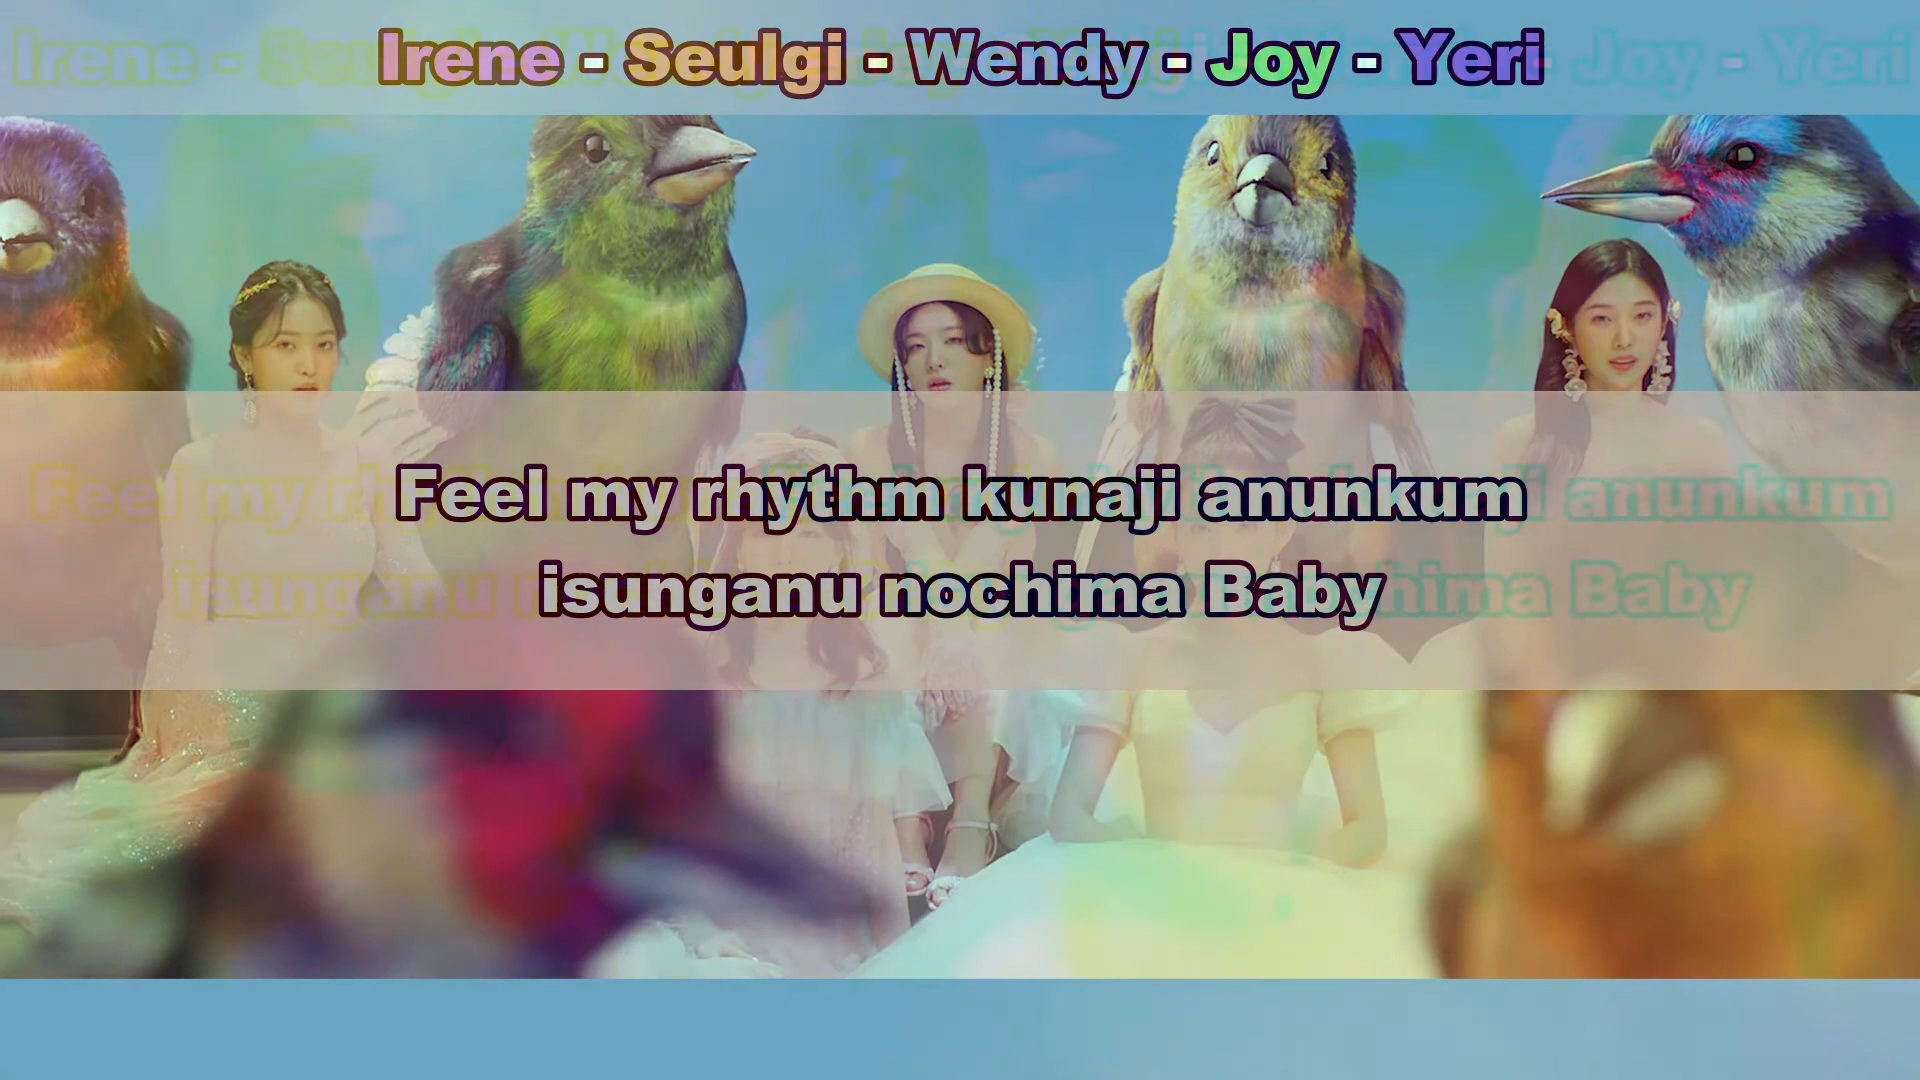 Irene - Seulgi - Wendy - Joy - Yeri
Feel my rhythm kunaji anunkum
isunganu nochima Baby